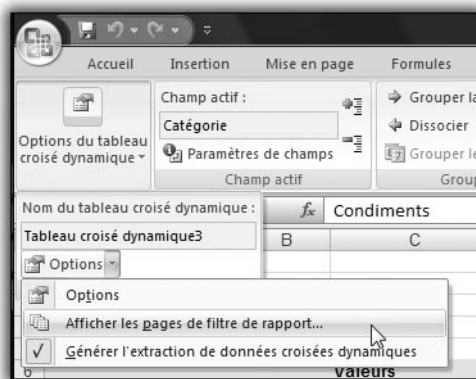 Accueil Insertion Mise en page Formules
Options du tableau croisé dynamique
Champ actif :
Catégorie
Paramètres de champs
Champ actif
Grouper la
Dissocier
Grouper le
Group
Nom du tableau croisé dynamique :
Tableau croisé dynamique3
Options
fx Condiments
B C
Options
Afficher les pages de filtre de rapport...
Générer l'extraction de données croisées dynamiques
6 Valeurs